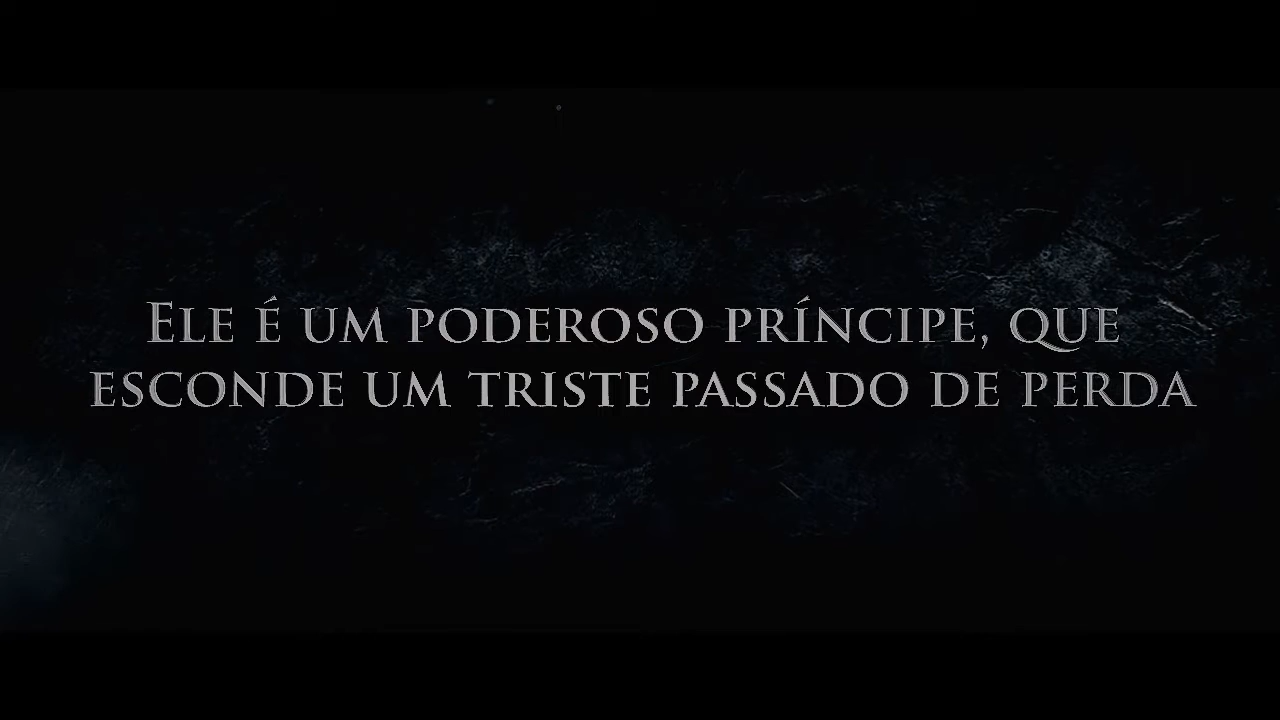 Ele é um poderoso príncipe, que
esconde um triste passado de perda